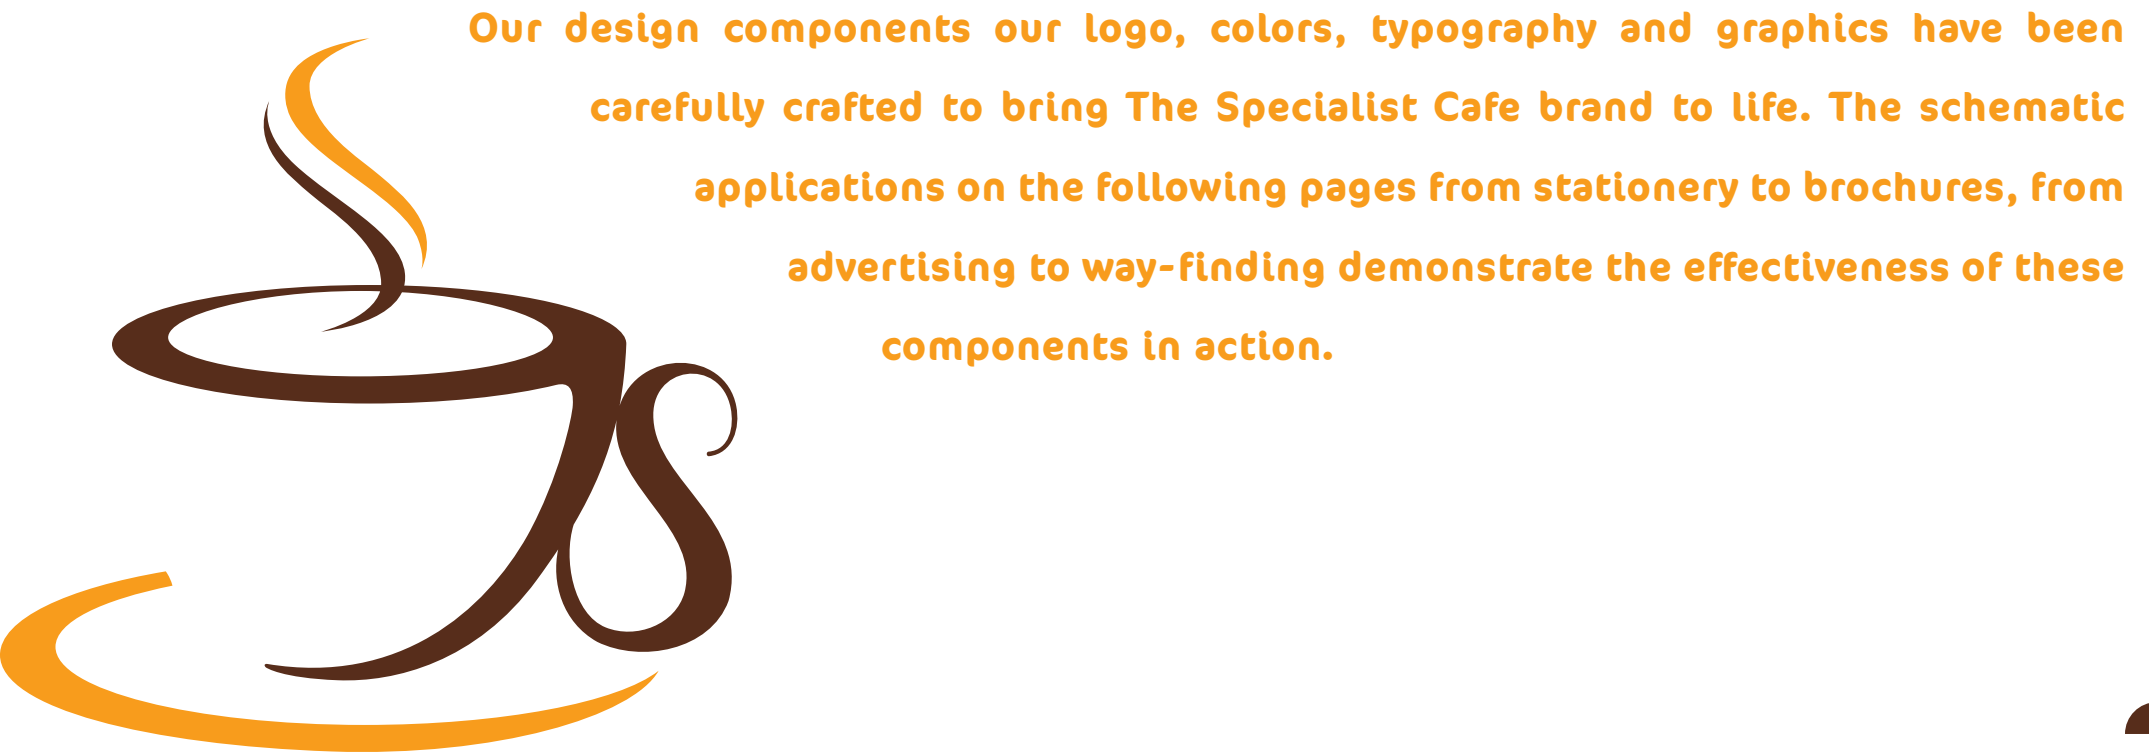 Our design components our logo, colors, typography and graphics have been
carefully crafted to bring The Specialist Cafe brand to life. The schematic
applications on the following pages from stationery to brochures, from
advertising to way-finding demonstrate the effectiveness of these
components in action.